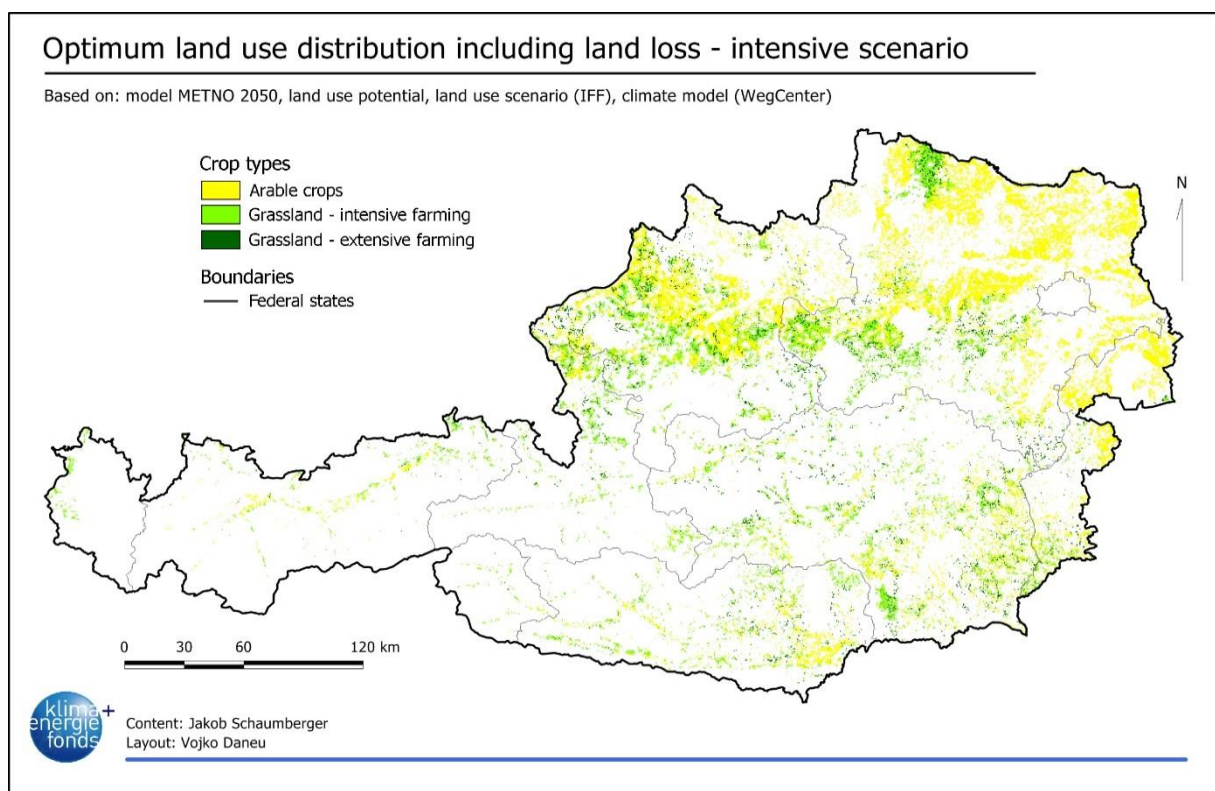 Optimum land use distribution including land loss - intensive scenario
Based on: model METNO 2050, land use potential, land use scenario (IFF), climate model (WegCenter)
Crop types
Arable crops
Grassland - intensive farming
Grassland - extensive farming
Boundaries
Federal states
N
0 30 60 120 km
klima+
energie
fonds
Content: Jakob Schaumberger
Layout: Vojko Daneu